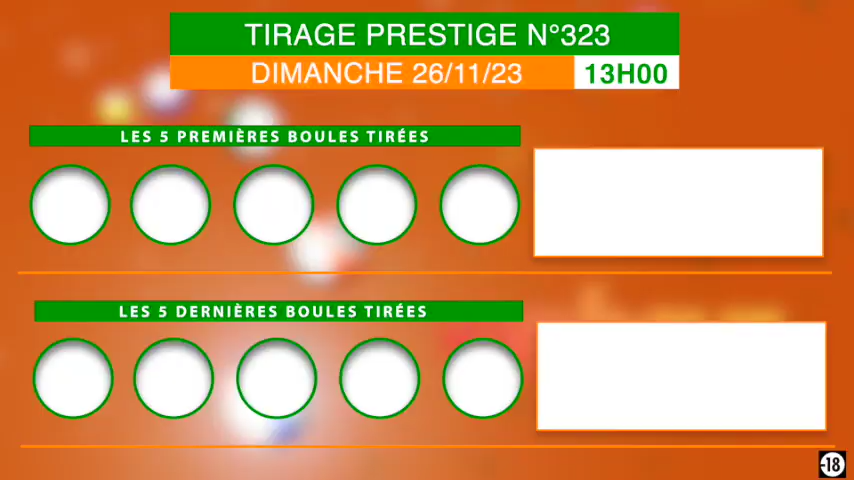 TIRAGE PRESTIGE N°323
DIMANCHE 26/11/23 13H00
LES 5 PREMIÈRES BOULES TIRÉES
LES 5 DERNIÈRES BOULES TIRÉES
-18